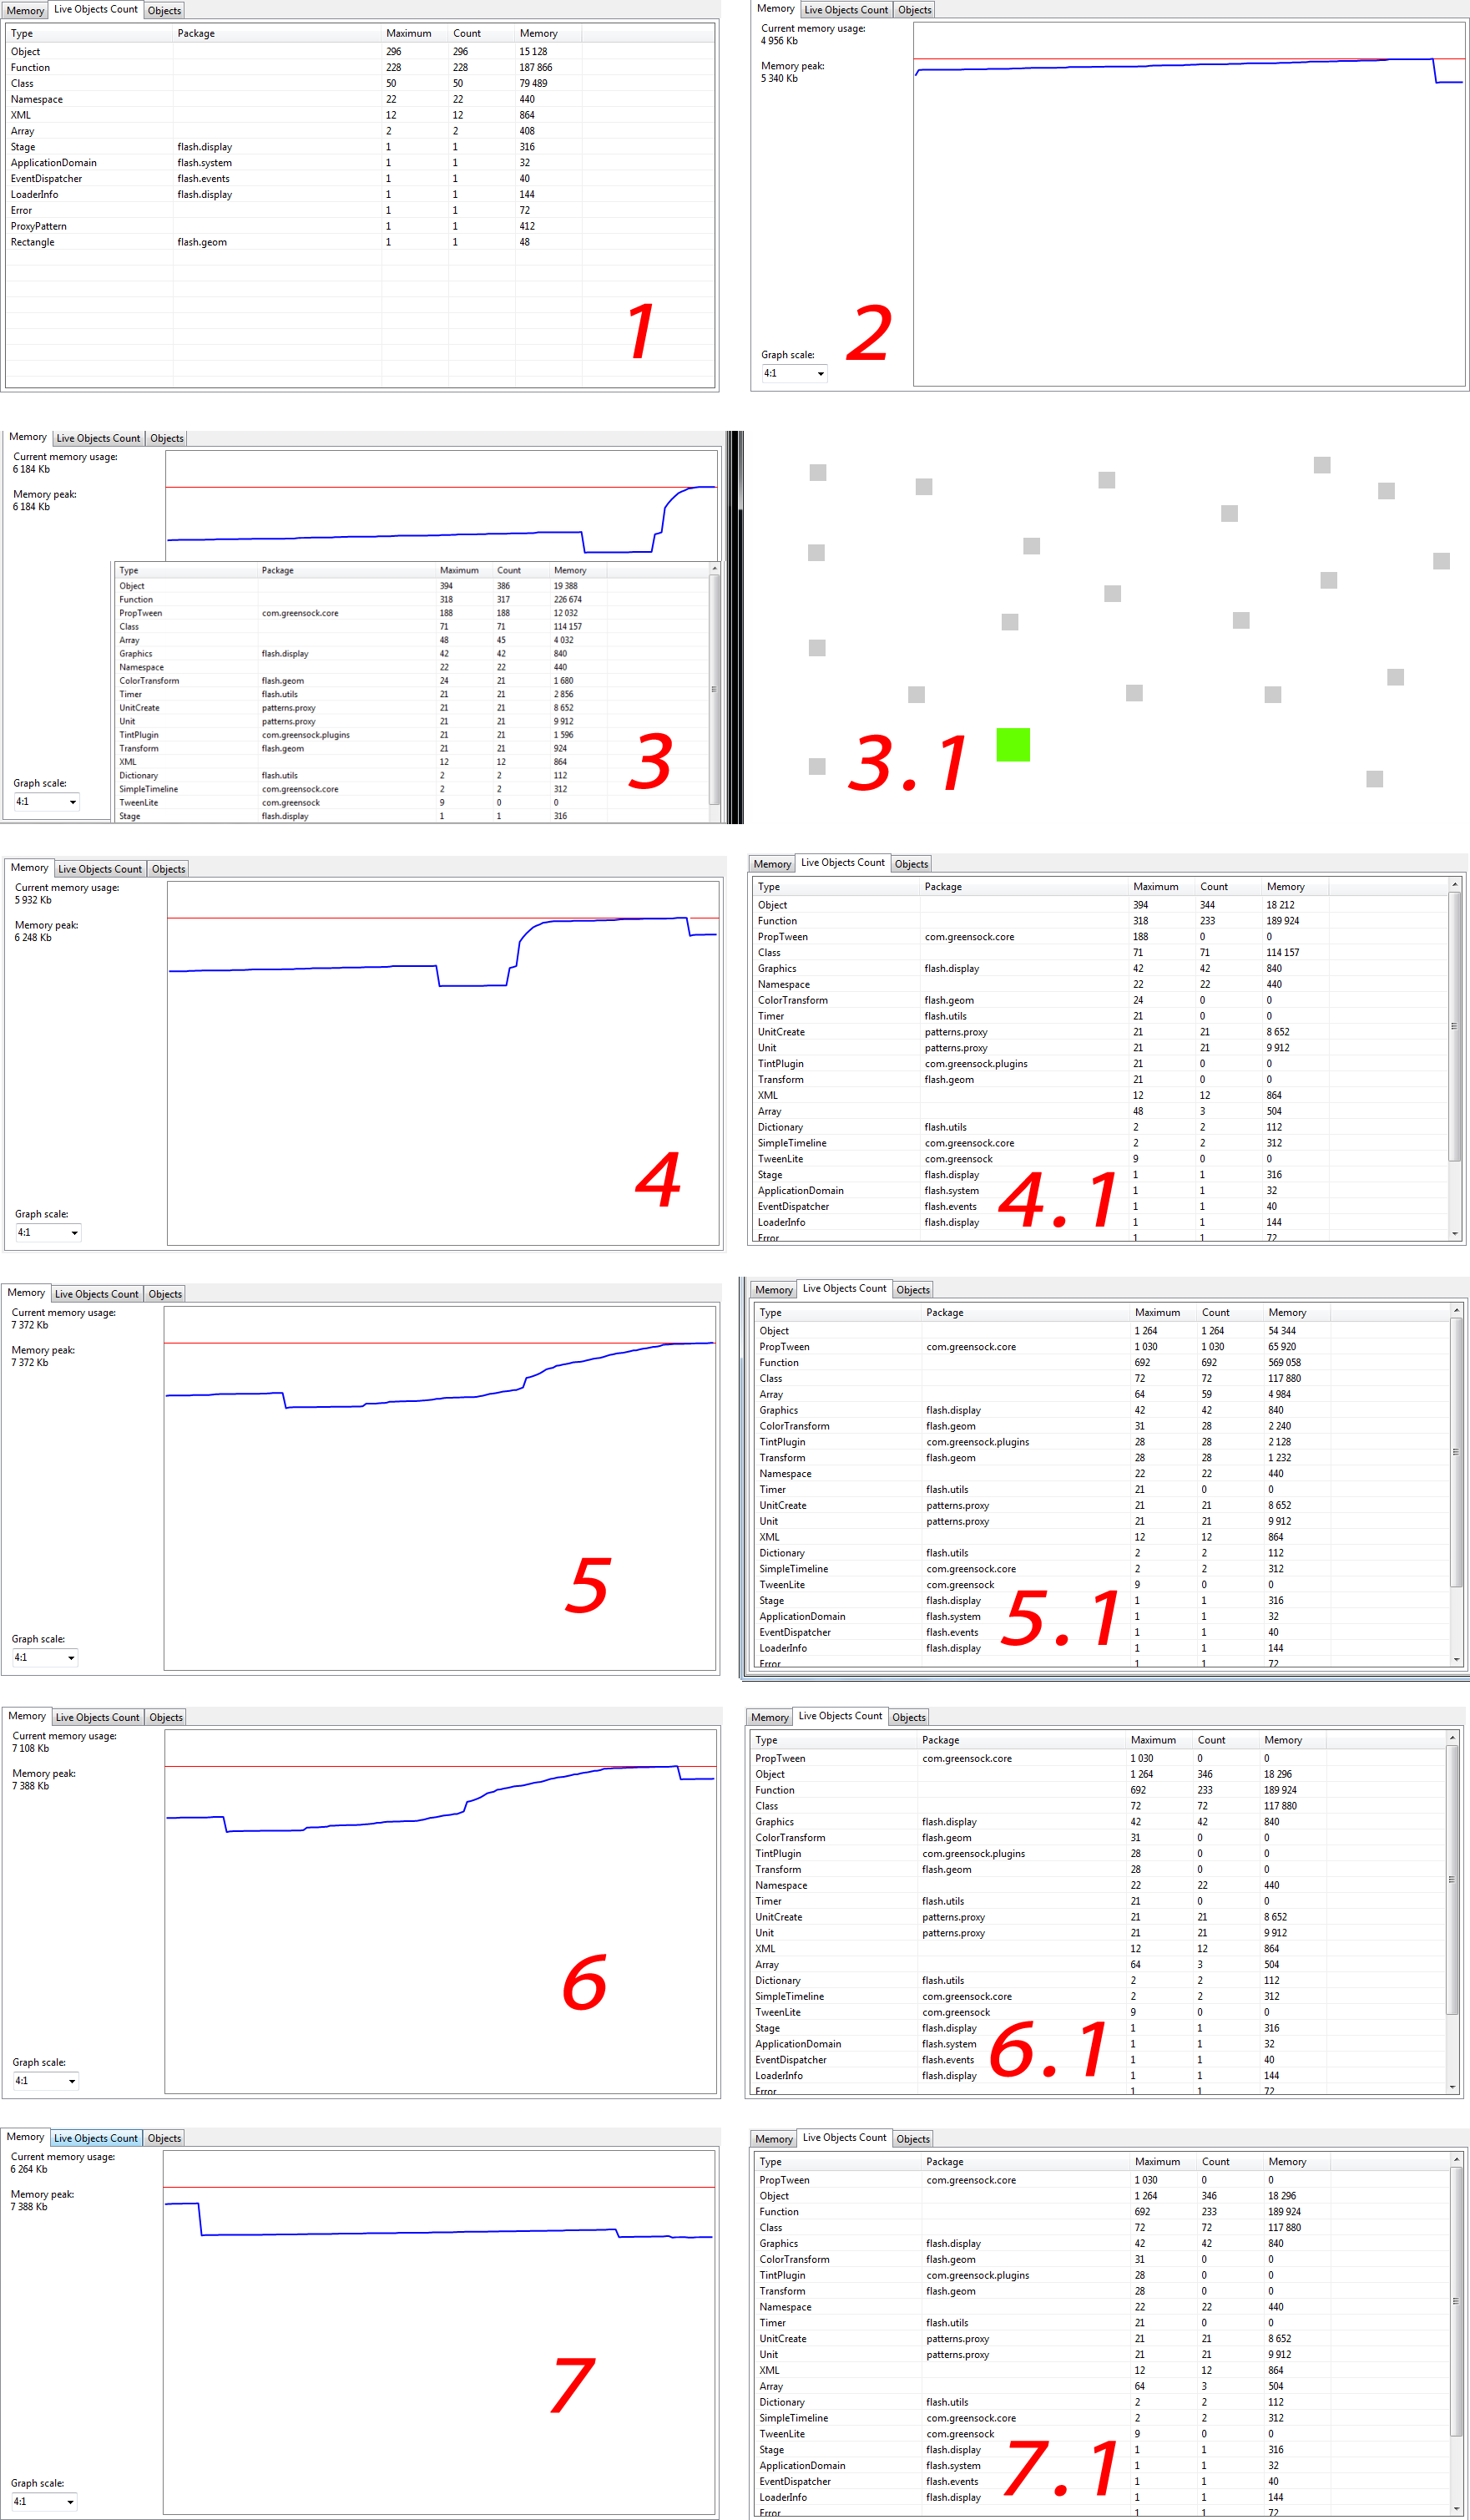 Memory Live Objects Count Objects
Type Package Maximum Count Memory
Object 296 296 15 128
Function 228 228 187 866
Class 50 50 79 489
Namespace 22 22 440
XML 12 12 864
Array 2 2 408
Stage flash.display 1 1 316
ApplicationDomain flash.system 1 1 32
EventDispatcher flash.events 1 1 40
LoaderInfo flash.display 1 1 144
Error 1 1 72
ProxyPattern 1 1 412
Rectangle flash.geom 1 1 48
1
Memory Live Objects Count Objects
Current memory usage:
4 956 Kb
Memory peak:
5 340 Kb
Graph scale:
4:1
2
Memory Live Objects Count Objects
Current memory usage:
6 184 Kb
Memory peak:
6 184 Kb
Type Package Maximum Count Memory
Object 394 386 19 388
Function 318 317 226 674
PropTween com.greensock.core 188 188 12 032
Class 71 71 114 157
Array 48 45 4 032
Graphics flash.display 42 42 840
Namespace 22 22 440
ColorTransform flash.geom 24 21 1 680
Timer flash.utils 21 21 2 856
UnitCreate patterns.proxy 21 21 8 652
Unit patterns.proxy 21 21 9 912
TintPlugin com.greensock.plugins 21 21 1 596
Transform flash.geom 21 21 924
XML 12 12 864
Dictionary flash.utils 2 2 112
SimpleTimeline com.greensock.core 2 2 312
TweenLite com.greensock 9 0 0
Stage flash.display 1 1 316
Graph scale:
4:1
3
3.1
Memory Live Objects Count Objects
Current memory usage:
5 932 Kb
Memory peak:
6 248 Kb
Graph scale:
4:1
4
Memory Live Objects Count Objects
Type Package Maximum Count Memory
Object 394 344 18 212
Function 318 233 189 924
PropTween com.greensock.core 188 0 0
Class 71 71 114 157
Graphics flash.display 42 42 840
Namespace 22 22 440
ColorTransform flash.geom 24 0 0
Timer flash.utils 21 0 0
UnitCreate patterns.proxy 21 21 8 652
Unit patterns.proxy 21 21 9 912
TintPlugin com.greensock.plugins 21 0 0
Transform flash.geom 21 0 0
XML 12 12 864
Array 48 3 504
Dictionary flash.utils 2 2 112
SimpleTimeline com.greensock.core 2 2 312
TweenLite com.greensock 9 0 0
Stage flash.display 1 1 316
ApplicationDomain flash.system 1 1 32
EventDispatcher flash.events 1 1 40
LoaderInfo flash.display 1 1 144
Error 1 1 72
4.1
Memory Live Objects Count Objects
Current memory usage:
7 372 Kb
Memory peak:
7 372 Kb
Graph scale:
4:1
5
Memory Live Objects Count Objects
Type Package Maximum Count Memory
Object 1 264 1 264 54 344
PropTween com.greensock.core 1 030 1 030 65 920
Function 692 692 569 058
Class 72 72 117 880
Array 64 59 4 984
Graphics flash.display 42 42 840
ColorTransform flash.geom 31 28 2 240
TintPlugin com.greensock.plugins 28 28 2 128
Transform flash.geom 28 28 1 232
Namespace 22 22 440
Timer flash.utils 21 0 0
UnitCreate patterns.proxy 21 21 8 652
Unit patterns.proxy 21 21 9 912
XML 12 12 864
Dictionary flash.utils 2 2 112
SimpleTimeline com.greensock.core 2 2 312
TweenLite com.greensock 9 0 0
Stage flash.display 1 1 316
ApplicationDomain flash.system 1 1 32
EventDispatcher flash.events 1 1 40
LoaderInfo flash.display 1 1 144
Error 1 1 72
5.1
Memory Live Objects Count Objects
Current memory usage:
7 108 Kb
Memory peak:
7 388 Kb
Graph scale:
4:1
6
Memory Live Objects Count Objects
Type Package Maximum Count Memory
PropTween com.greensock.core 1 030 0 0
Object 1 264 346 18 296
Function 692 233 189 924
Class 72 72 117 880
Graphics flash.display 42 42 840
ColorTransform flash.geom 31 0 0
TintPlugin com.greensock.plugins 28 0 0
Transform flash.geom 28 0 0
Namespace 22 22 440
Timer flash.utils 21 0 0
UnitCreate patterns.proxy 21 21 8 652
Unit patterns.proxy 21 21 9 912
XML 12 12 864
Array 64 3 504
Dictionary flash.utils 2 2 112
SimpleTimeline com.greensock.core 2 2 312
TweenLite com.greensock 9 0 0
Stage flash.display 1 1 316
ApplicationDomain flash.system 1 1 32
EventDispatcher flash.events 1 1 40
LoaderInfo flash.display 1 1 144
Error 1 1 72
6.1
Memory Live Objects Count Objects
Current memory usage:
6 264 Kb
Memory peak:
7 388 Kb
Graph scale:
4:1
7
Memory Live Objects Count Objects
Type Package Maximum Count Memory
PropTween com.greensock.core 1 030 0 0
Object 1 264 346 18 296
Function 692 233 189 924
Class 72 72 117 880
Graphics flash.display 42 42 840
ColorTransform flash.geom 31 0 0
TintPlugin com.greensock.plugins 28 0 0
Transform flash.geom 28 0 0
Namespace 22 22 440
Timer flash.utils 21 0 0
UnitCreate patterns.proxy 21 21 8 652
Unit patterns.proxy 21 21 9 912
XML 12 12 864
Array 64 3 504
Dictionary flash.utils 2 2 112
SimpleTimeline com.greensock.core 2 2 312
TweenLite com.greensock 9 0 0
Stage flash.display 1 1 316
ApplicationDomain flash.system 1 1 32
EventDispatcher flash.events 1 1 40
LoaderInfo flash.display 1 1 144
Error 1 1 72
7.1